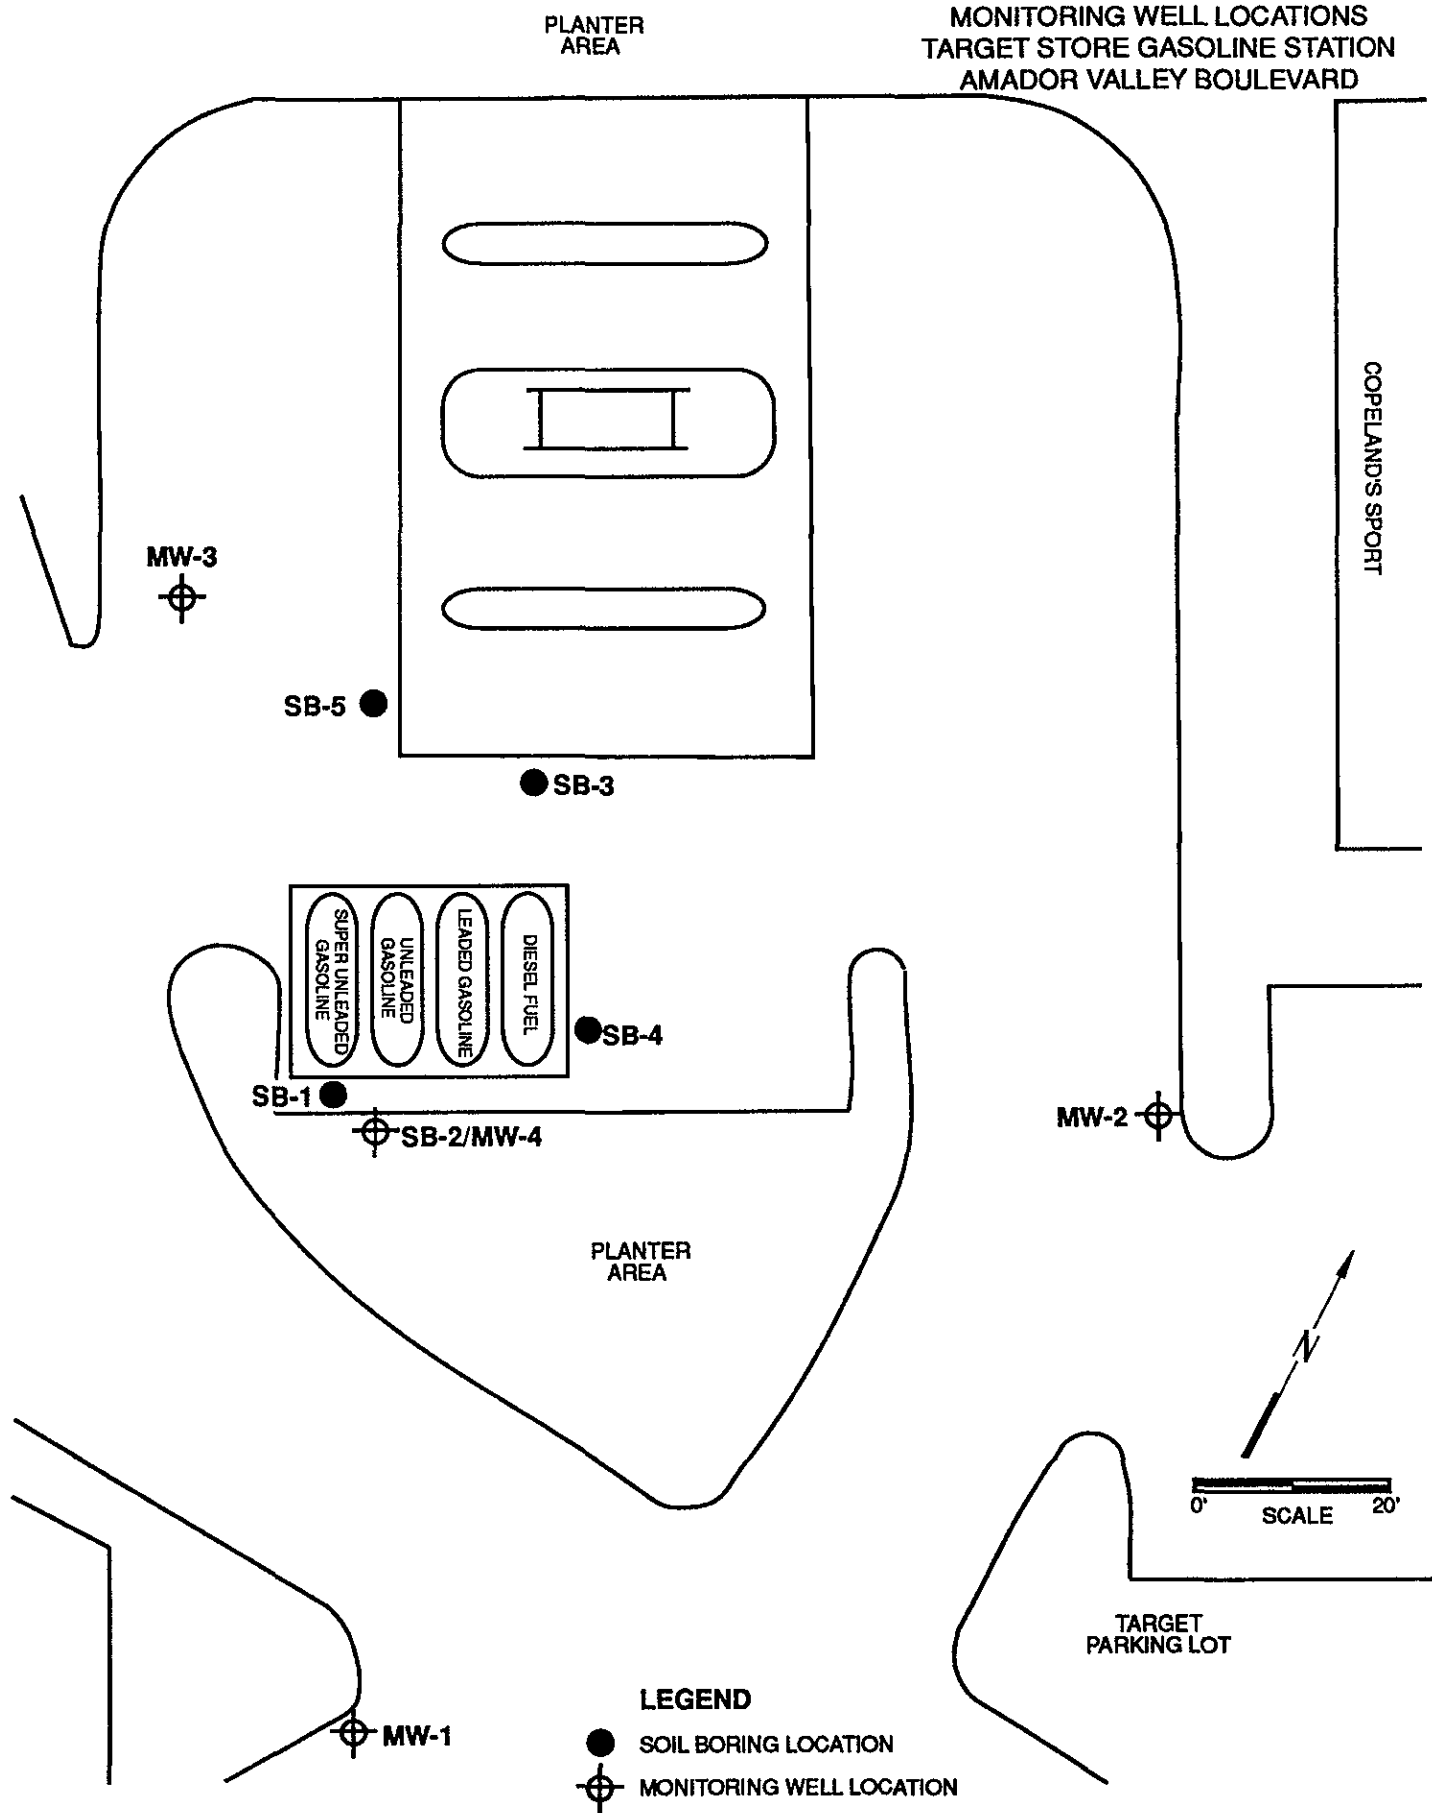 PLANTER
AREA
MONITORING WELL LOCATIONS
TARGET STORE GASOLINE STATION
AMADOR VALLEY BOULEVARD
COPELAND'S SPORT
MW-3
SB-5
SB-3
SUPER UNLEADED
GASOLINE
UNLEADED
GASOLINE
LEADED GASOLINE
DIESEL FUEL
SB-4
SB-1
SB-2/MW-4
MW-2
PLANTER
AREA
N
0'
20'
SCALE
TARGET
PARKING LOT
MW-1
LEGEND
SOIL BORING LOCATION
MONITORING WELL LOCATION